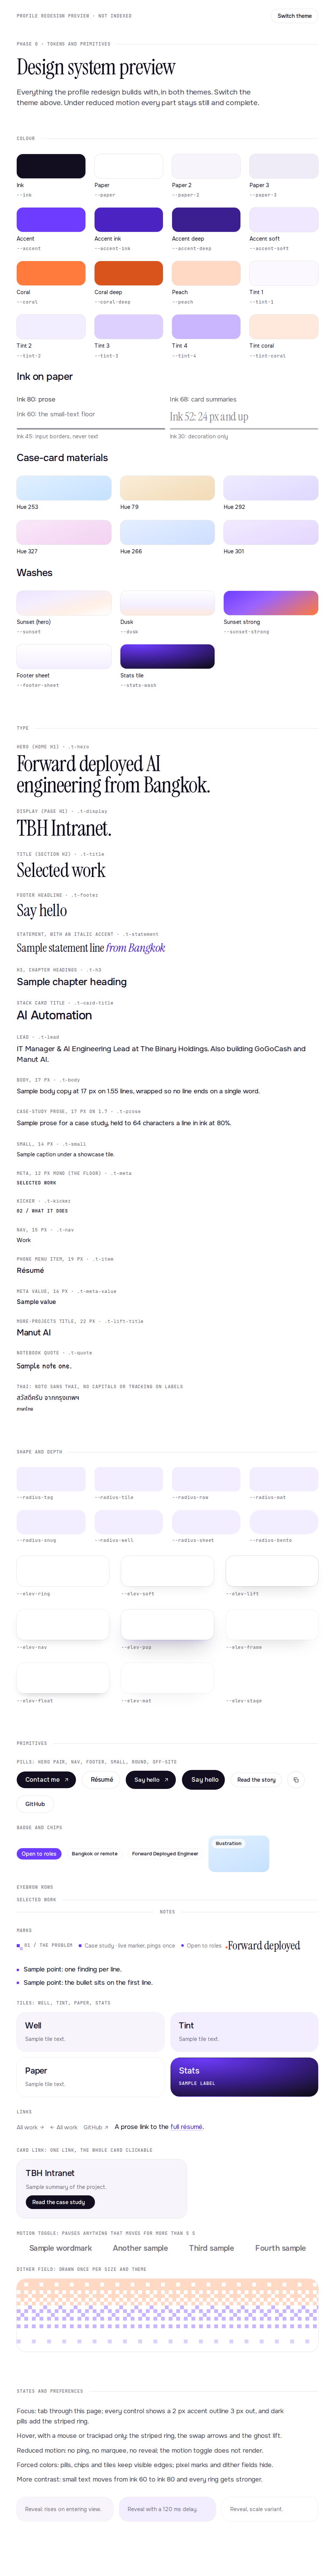 PROFILE REDESIGN PREVIEW · NOT INDEXED
Switch theme
PHASE 0 · TOKENS AND PRIMITIVES
Design system preview
Everything the profile redesign builds with, in both themes. Switch the
theme above. Under reduced motion every part stays still and complete.
COLOUR
Ink
Paper
Paper 2
Paper 3
--ink
--paper
--paper-2
--paper-3
Accent
Accent ink
Accent deep
Accent soft
--accent
--accent-ink
--accent-deep
--accent-soft
Coral
Coral deep
Peach
Tint 1
--coral
--coral-deep
--peach
--tint-1
Tint 2
Tint 3
Tint 4
Tint coral
--tint-2
--tint-3
--tint-4
--tint-coral
Ink on paper
Ink 80: prose
Ink 68: card summaries
Ink 60: the small-text floor
Ink 52: 24 px and up
Ink 45: input borders, never text
Ink 30: decoration only
Case-card materials
Hue 253
Hue 79
Hue 292
Hue 327
Hue 266
Hue 301
Washes
Sunset (hero)
Dusk
Sunset strong
--sunset
--dusk
--sunset-strong
Footer sheet
Stats tile
--footer-sheet
--stats-wash
TYPE
HERO (HOME H1) · .t-hero
Forward deployed AI
engineering from Bangkok.
DISPLAY (PAGE H1) · .t-display
TBH Intranet.
TITLE (SECTION H2) · .t-title
Selected work
FOOTER HEADLINE · .t-footer
Say hello
STATEMENT, WITH AN ITALIC ACCENT · .t-statement
Sample statement line from Bangkok
H3, CHAPTER HEADINGS · .t-h3
Sample chapter heading
STACK CARD TITLE · .t-card-title
AI Automation
LEAD · .t-lead
IT Manager & AI Engineering Lead at The Binary Holdings. Also building GoGoCash and
Manut AI.
BODY, 17 PX · .t-body
Sample body copy at 17 px on 1.55 lines, wrapped so no line ends on a single word.
CASE-STUDY PROSE, 17 PX ON 1.7 · .t-prose
Sample prose for a case study, held to 64 characters a line in ink at 80%.
SMALL, 14 PX · .t-small
Sample caption under a showcase tile.
META, 12 PX MONO (THE FLOOR) · .t-meta
SELECTED WORK
KICKER · .t-kicker
02 / WHAT IT DOES
NAV, 15 PX · .t-nav
Work
PHONE MENU ITEM, 19 PX · .t-item
Résumé
META VALUE, 16 PX · .t-meta-value
Sample value
MORE-PROJECTS TITLE, 22 PX · .t-lift-title
Manut AI
NOTEBOOK QUOTE · .t-quote
Sample note one.
THAI: NOTO SANS THAI, NO CAPITALS OR TRACKING ON LABELS
สวัสดีครับ จากกรุงเทพฯ
ภาษาไทย
SHAPE AND DEPTH
--radius-tag
--radius-tile
--radius-row
--radius-mat
--radius-snug
--radius-well
--radius-sheet
--radius-bento
--elev-ring
--elev-soft
--elev-lift
--elev-nav
--elev-pop
--elev-frame
--elev-float
--elev-mat
--elev-stage
PRIMITIVES
PILLS: HERO PAIR, NAV, FOOTER, SMALL, ROUND, OFF-SITE
Contact me ↗
Résumé
Say hello ↗
Say hello
Read the story
GitHub
BADGE AND CHIPS
Open to roles
Bangkok or remote
Forward Deployed Engineer
Illustration
EYEBROW ROWS
SELECTED WORK
NOTES
MARKS
01 / THE PROBLEM
Case study · live marker, pings once
Open to roles
Forward deployed
Sample point: one finding per line.
Sample point: the bullet sits on the first line.
TILES: WELL, TINT, PAPER, STATS
Well
Tint
Sample tile text.
Sample tile text.
Paper
Stats
Sample tile text.
SAMPLE LABEL
LINKS
All work →
← All work
GitHub ↗
A prose link to the full résumé.
CARD LINK: ONE LINK, THE WHOLE CARD CLICKABLE
TBH Intranet
Sample summary of the project.
Read the case study
MOTION TOGGLE: PAUSES ANYTHING THAT MOVES FOR MORE THAN 5 S
Sample wordmark
Another sample
Third sample
Fourth sample
DITHER FIELD: DRAWN ONCE PER SIZE AND THEME
STATES AND PREFERENCES
Focus: tab through this page; every control shows a 2 px accent outline 3 px out, and dark
pills add the striped ring.
Hover, with a mouse or trackpad only: the striped ring, the swap arrows and the ghost lift.
Reduced motion: no ping, no marquee, no reveal; the motion toggle does not render.
Forced colors: pills, chips and tiles keep visible edges; pixel marks and dither fields hide.
More contrast: small text moves from ink 60 to ink 80 and every ring gets stronger.
Reveal: rises on entering view.
Reveal with a 120 ms delay.
Reveal, scale variant.